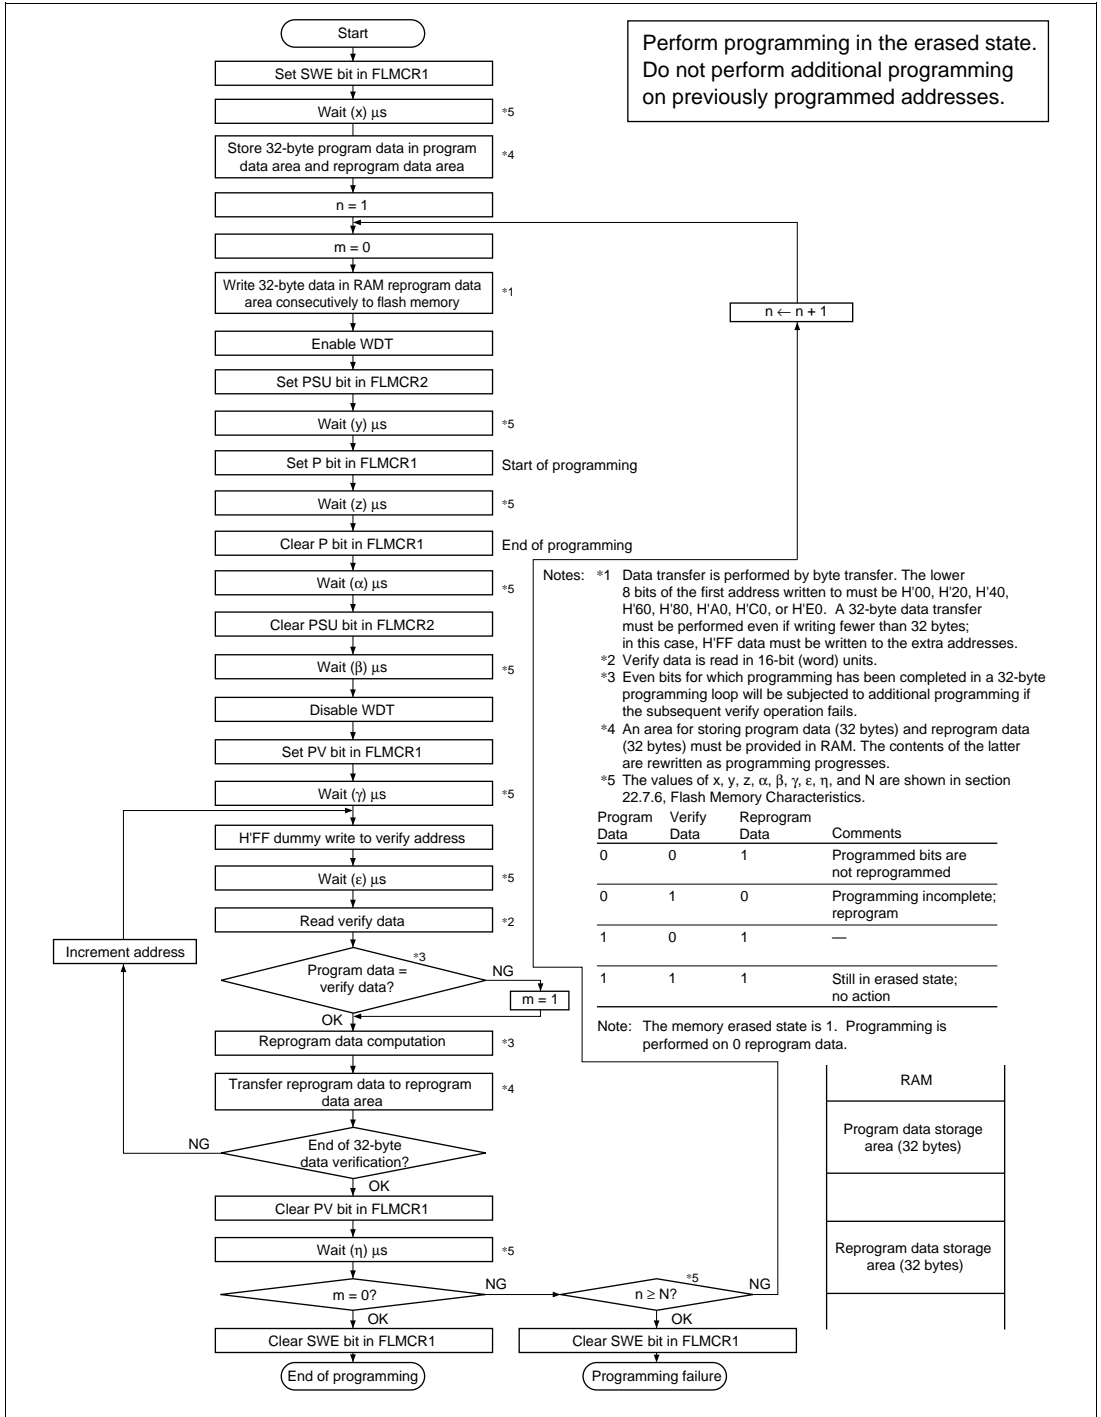 Start
Perform programming in the erased state.
Do not perform additional programming
on previously programmed addresses.
Set SWE bit in FLMCR1
Wait (x) μs
*5
Store 32-byte program data in program
data area and reprogram data area
*4
n = 1
m = 0
Write 32-byte data in RAM reprogram data
area consecutively to flash memory
*1
n ← n + 1
Enable WDT
Set PSU bit in FLMCR2
Wait (y) μs
*5
Set P bit in FLMCR1
Start of programming
Wait (z) μs
*5
Clear P bit in FLMCR1
End of programming
Wait (α) μs
*5
Clear PSU bit in FLMCR2
Wait (β) μs
*5
Disable WDT
Set PV bit in FLMCR1
Wait (γ) μs
*5
H'FF dummy write to verify address
Wait (ε) μs
*5
Read verify data
*2
Increment address
*3
Program data =
verify data?
NG
m = 1
OK
Reprogram data computation
*3
Transfer reprogram data to reprogram
data area
*4
NG
End of 32-byte
data verification?
OK
Clear PV bit in FLMCR1
Wait (η) μs
*5
m = 0?
NG
*5
n ≥ N?
NG
OK
OK
Clear SWE bit in FLMCR1
Clear SWE bit in FLMCR1
End of programming
Programming failure
Notes: *1 Data transfer is performed by byte transfer. The lower
8 bits of the first address written to must be H'00, H'20, H'40,
H'60, H'80, H'A0, H'C0, or H'E0. A 32-byte data transfer
must be performed even if writing fewer than 32 bytes;
in this case, H'FF data must be written to the extra addresses.
*2 Verify data is read in 16-bit (word) units.
*3 Even bits for which programming has been completed in a 32-byte
programming loop will be subjected to additional programming if
the subsequent verify operation fails.
*4 An area for storing program data (32 bytes) and reprogram data
(32 bytes) must be provided in RAM. The contents of the latter
are rewritten as programming progresses.
*5 The values of x, y, z, α, β, γ, ε, η, and N are shown in section
22.7.6, Flash Memory Characteristics.
Program Verify Reprogram
Data Data Data Comments
0 0 1 Programmed bits are
not reprogrammed
0 1 0 Programming incomplete;
reprogram
1 0 1 —
1 1 1 Still in erased state;
no action
Note: The memory erased state is 1. Programming is
performed on 0 reprogram data.
RAM
Program data storage
area (32 bytes)
Reprogram data storage
area (32 bytes)